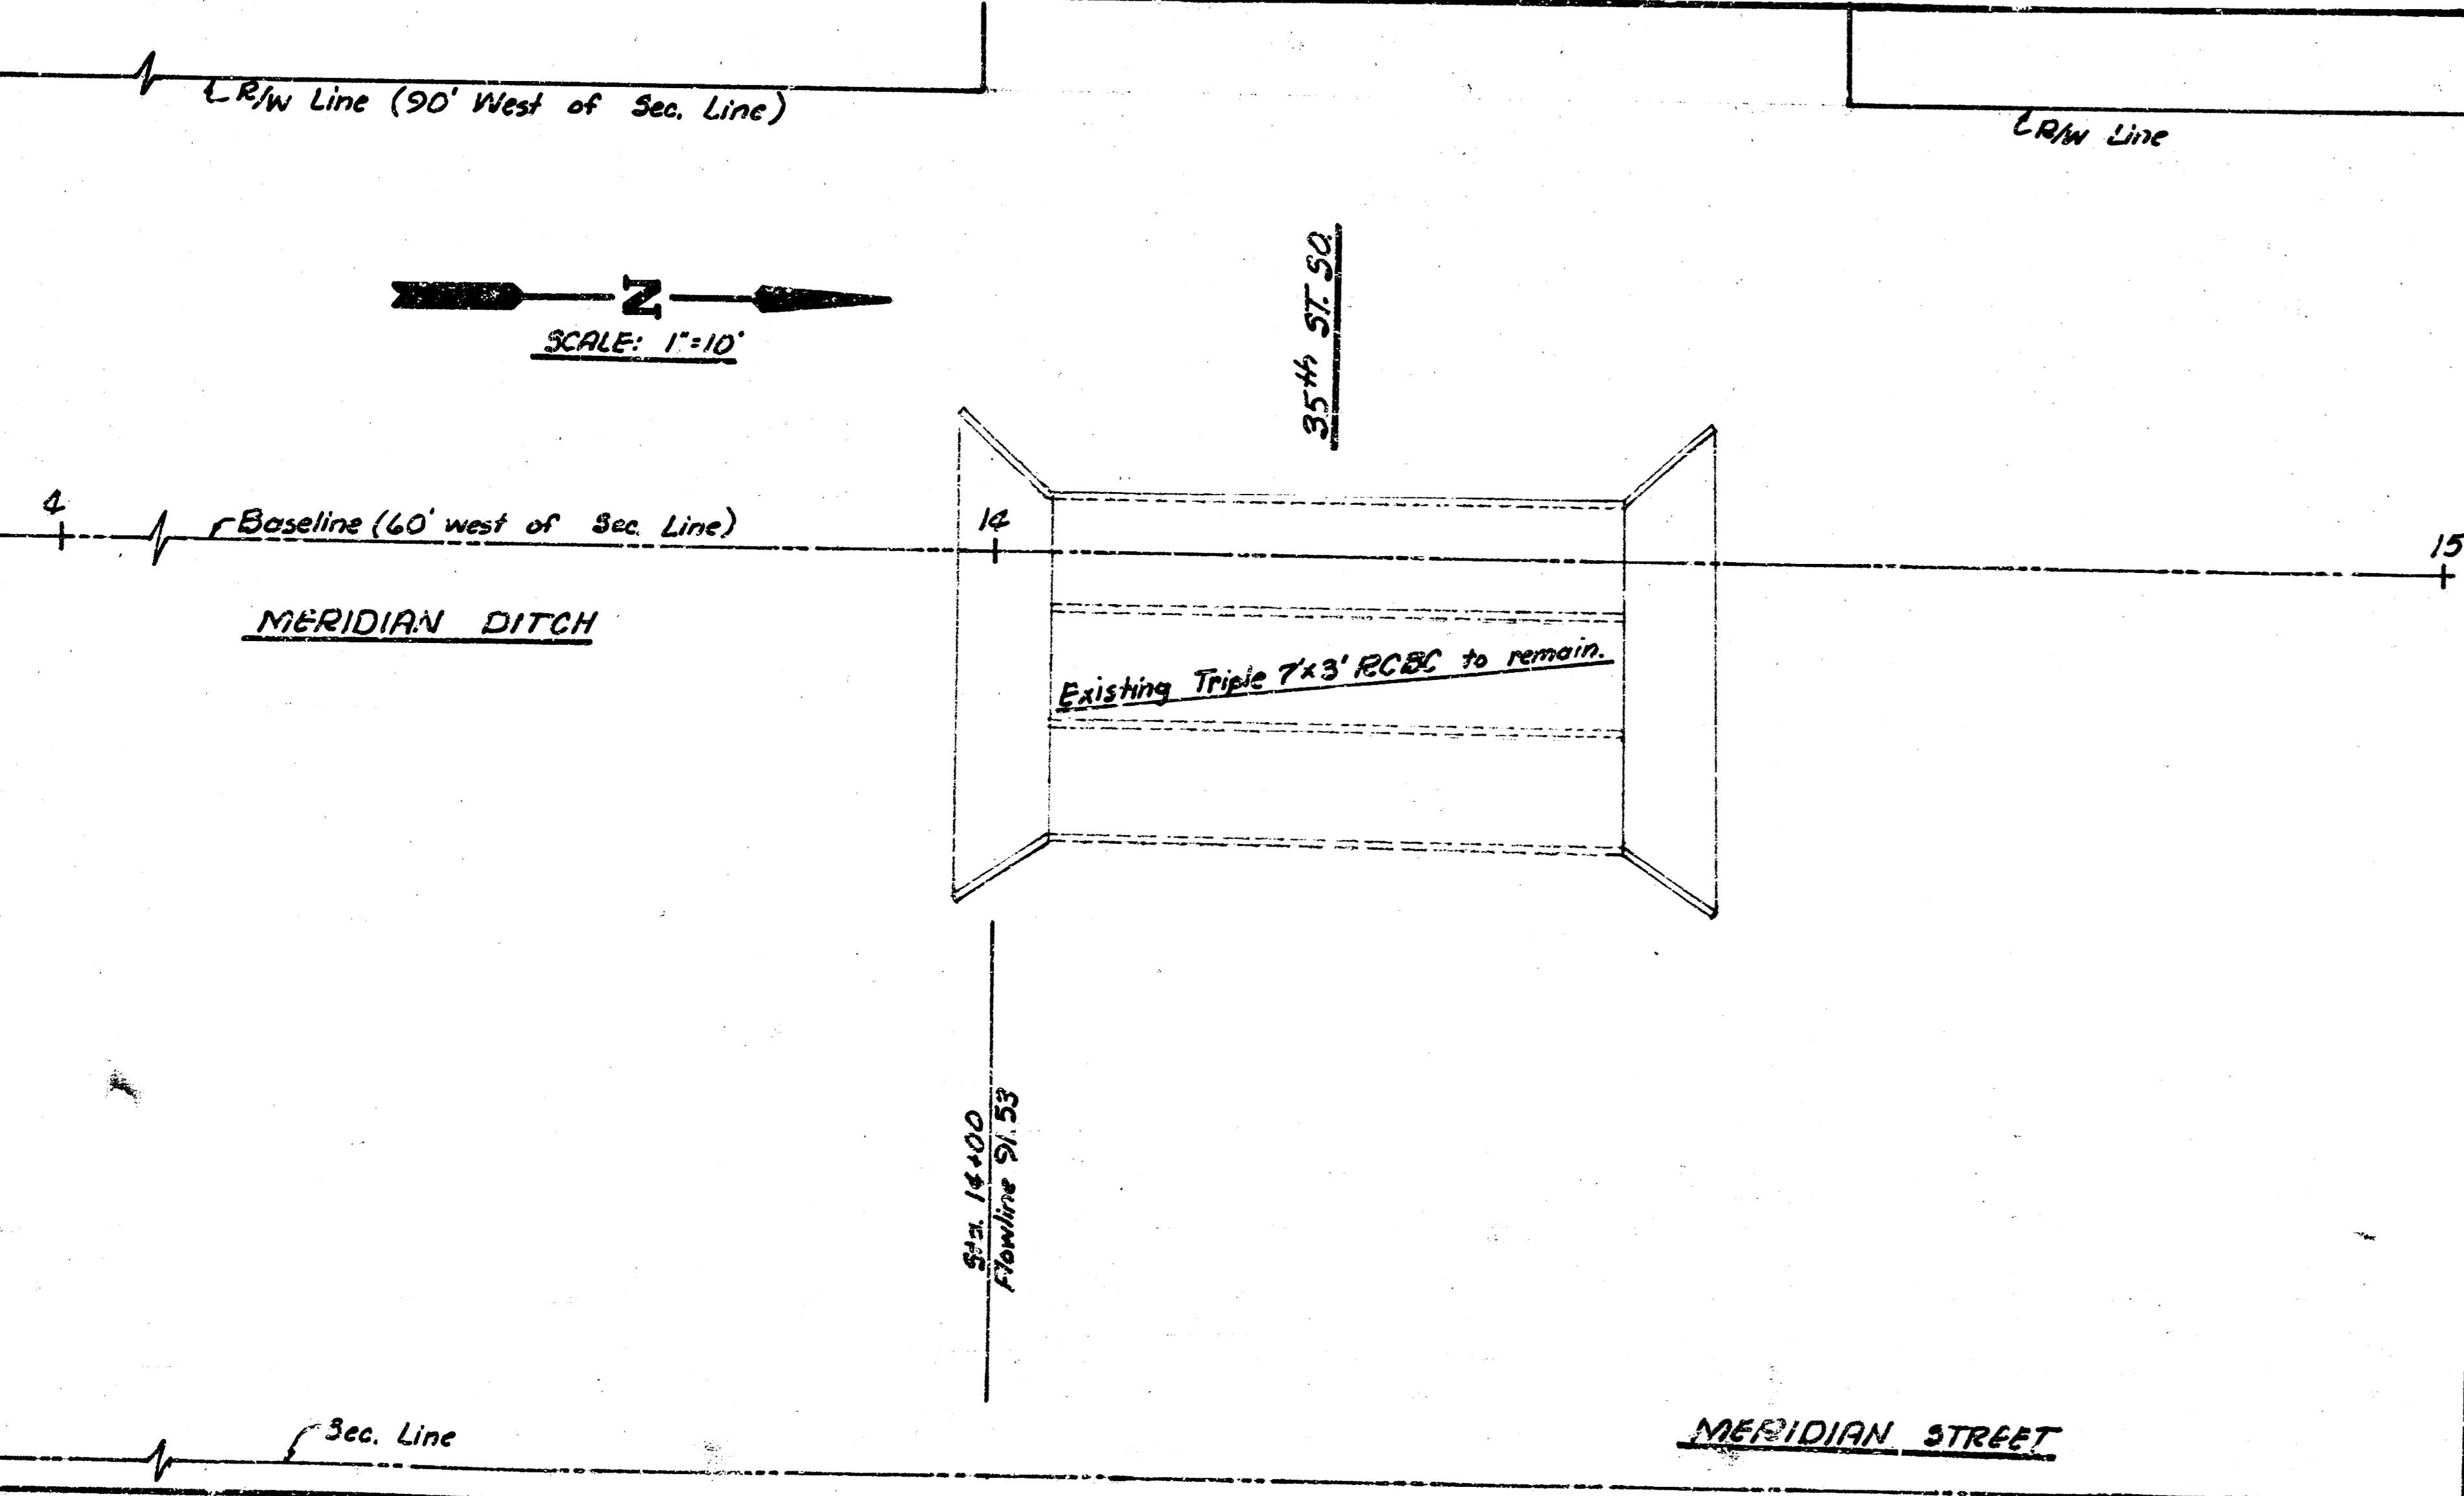 R/W Line (90' West of Sec. Line)
R/W Line
N
SCALE: 1"=10'
35th ST. SO.
4
Baseline (60' west of Sec. Line)
14
15
MERIDIAN DITCH
Existing Triple 7'x3' RCBC to remain.
Sta. 14+00
Flowline 91.53
Sec. Line
MERIDIAN STREET